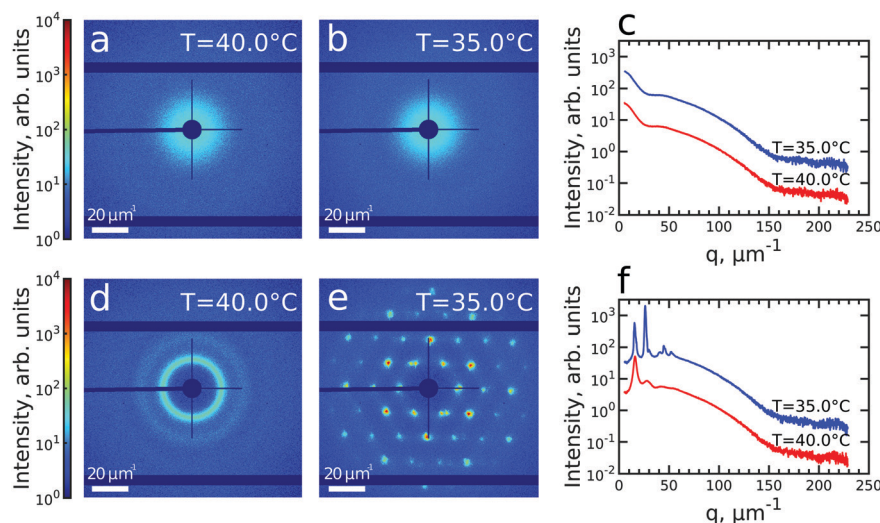 Intensity, arb. units
10⁴
10³
10²
10¹
10⁰
a
T=40.0°C
20 µm⁻¹
b
T=35.0°C
20 µm⁻¹
c
Intensity, arb. units
10³
10²
10¹
10⁰
10⁻¹
10⁻²
T=35.0°C
T=40.0°C
0 50 100 150 200 250
q, µm⁻¹
Intensity, arb. units
10⁴
10³
10²
10¹
10⁰
d
T=40.0°C
20 µm⁻¹
e
T=35.0°C
20 µm⁻¹
f
Intensity, arb. units
10³
10²
10¹
10⁰
10⁻¹
10⁻²
T=35.0°C
T=40.0°C
0 50 100 150 200 250
q, µm⁻¹